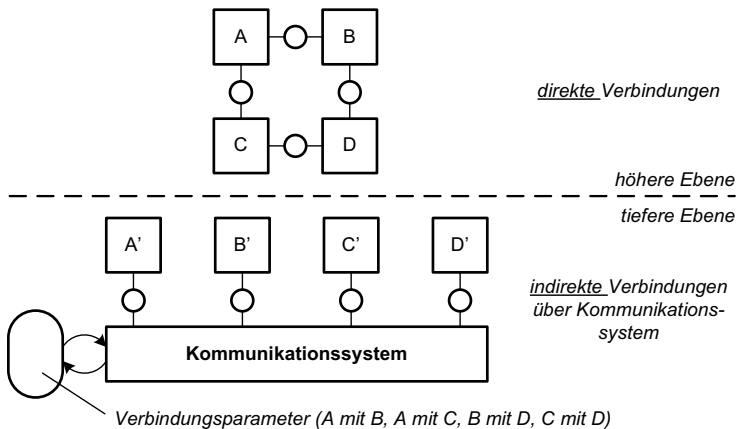 A
B
direkte Verbindungen
C
D
höhere Ebene
tiefere Ebene
A’
B’
C’
D’
indirekte Verbindungen
über Kommunikations-
system
Kommunikationssystem
Verbindungsparameter (A mit B, A mit C, B mit D, C mit D)